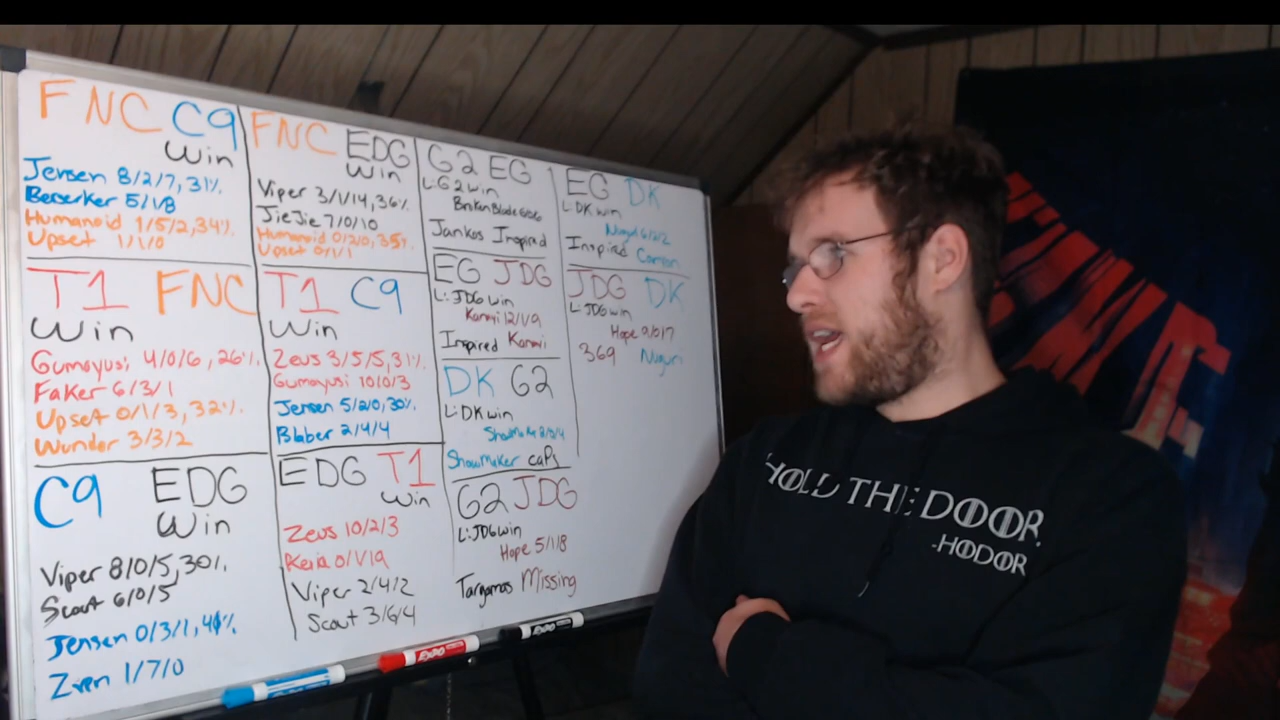 FNC C9
Win
Jensen 8/2/7, 31%
Berserker 5/1/8
Humanoid 1/5/2, 34%
Upset 1/1/0
FNC EDG
Win
Viper 3/1/14, 36%
JieJie 7/0/10
Humanoid 0/2/0, 35%
Upset 0/1/1
G2 EG
L: G2 win
BrokenBlade
Jankos Inspired
EG DK
L: DK win
Nuguri 6/2/2
Inspired Canyon
T1 FNC
Win
Gumayusi 4/0/6, 26%
Faker 6/3/1
Upset 0/1/3, 32%
Wunder 3/3/2
T1 C9
Win
Zeus 3/5/5, 31%
Gumayusi 10/0/3
Jensen 5/2/0, 30%
Blaber 2/4/4
EG JDG
L: JDG win
Kanavi 12/1/9
Inspired Kanavi
JDG DK
L: JDG win
Hope 9/0/7
369 Nuguri
DK G2
L: DK win
ShowMaker
ShowMaker caPs
C9 EDG
Win
Viper 8/0/5, 30%
Scout 6/0/5
Jensen 0/3/1,
Zven 1/7/0
EDG T1
Win
Zeus 10/2/3
Keria 0/1/19
Viper 2/4/2
Scout 3/6/4
G2 JDG
L: JDG win
Hope 5/1/8
Targamas Missing
EXPO
EXPO
HOLD THE DOOR.
-HODOR